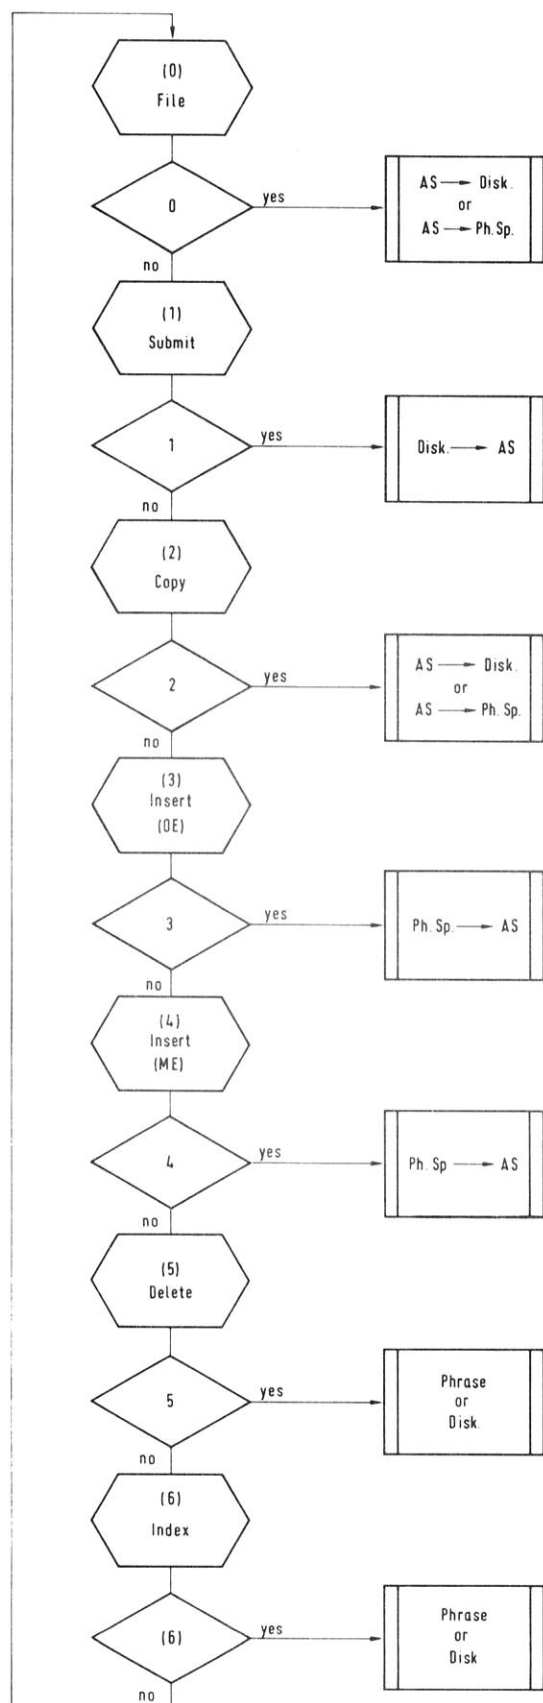 (0)
File
0
yes
AS → Disk.
or
AS → Ph. Sp.
no
(1)
Submit
1
yes
Disk. → AS
no
(2)
Copy
2
yes
AS → Disk.
or
AS → Ph. Sp.
no
(3)
Insert
(OE)
3
yes
Ph. Sp. → AS
no
(4)
Insert
(ME)
4
yes
Ph. Sp → AS
no
(5)
Delete
5
yes
Phrase
or
Disk.
no
(6)
Index
(6)
yes
Phrase
or
Disk
no